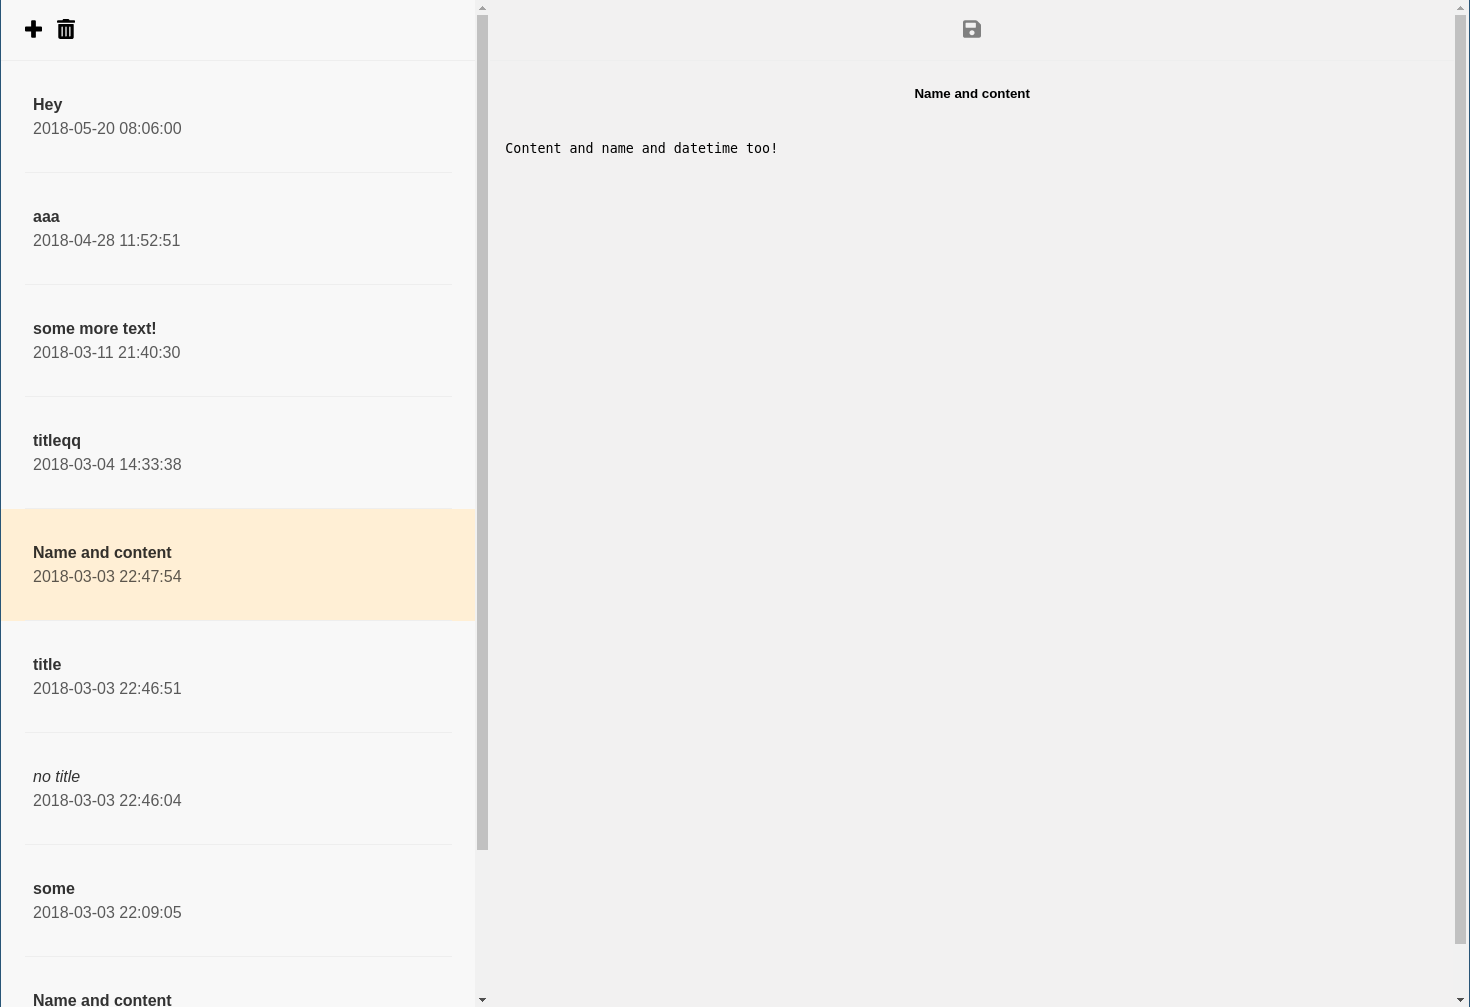 Hey
2018-05-20 08:06:00
aaa
2018-04-28 11:52:51
some more text!
2018-03-11 21:40:30
titleqq
2018-03-04 14:33:38
Name and content
2018-03-03 22:47:54
title
2018-03-03 22:46:51
no title
2018-03-03 22:46:04
some
2018-03-03 22:09:05
Name and content
Name and content
Content and name and datetime too!